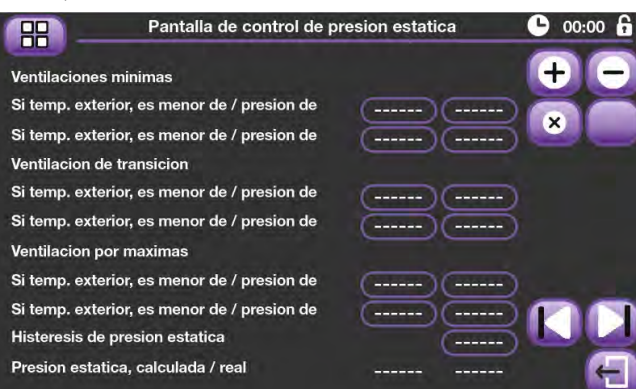 Pantalla de control de presion estatica 00:00
Ventilaciones minimas
Si temp. exterior, es menor de / presion de ------ ------
Si temp. exterior, es menor de / presion de ------ ------
Ventilacion de transicion
Si temp. exterior, es menor de / presion de ------ ------
Si temp. exterior, es menor de / presion de ------ ------
Ventilacion por maximas
Si temp. exterior, es menor de / presion de ------ ------
Si temp. exterior, es menor de / presion de ------ ------
Histeresis de presion estatica ------
Presion estatica, calculada / real ------ ------